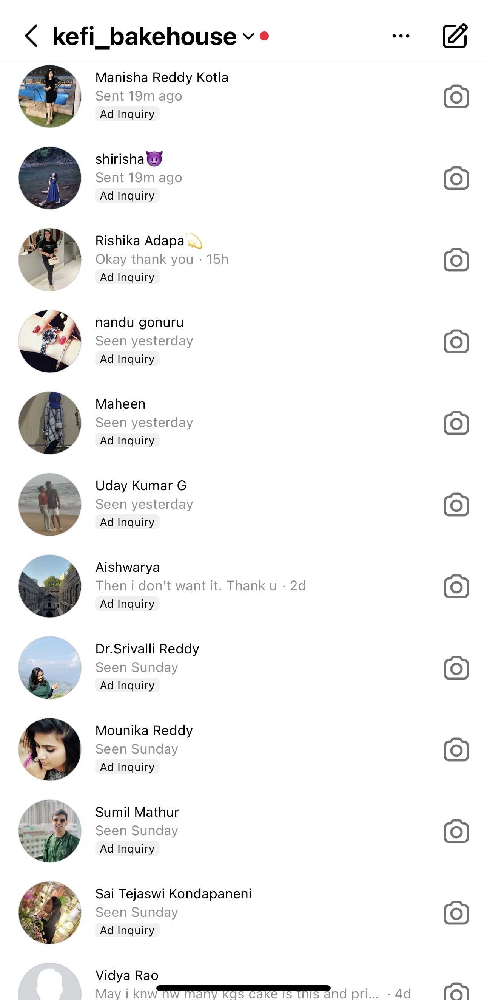 kefi_bakehouse
Manisha Reddy Kotla
Sent 19m ago
Ad Inquiry
shirisha😈
Sent 19m ago
Ad Inquiry
Rishika Adapa💫
Okay thank you · 15h
Ad Inquiry
nandu gonuru
Seen yesterday
Ad Inquiry
Maheen
Seen yesterday
Ad Inquiry
Uday Kumar G
Seen yesterday
Ad Inquiry
Aishwarya
Then i don't want it. Thank u · 2d
Ad Inquiry
Dr.Srivalli Reddy
Seen Sunday
Ad Inquiry
Mounika Reddy
Seen Sunday
Ad Inquiry
Sumil Mathur
Seen Sunday
Ad Inquiry
Sai Tejaswi Kondapaneni
Seen Sunday
Ad Inquiry
Vidya Rao
May i knw hw many kgs cake is this and pri... · 4d